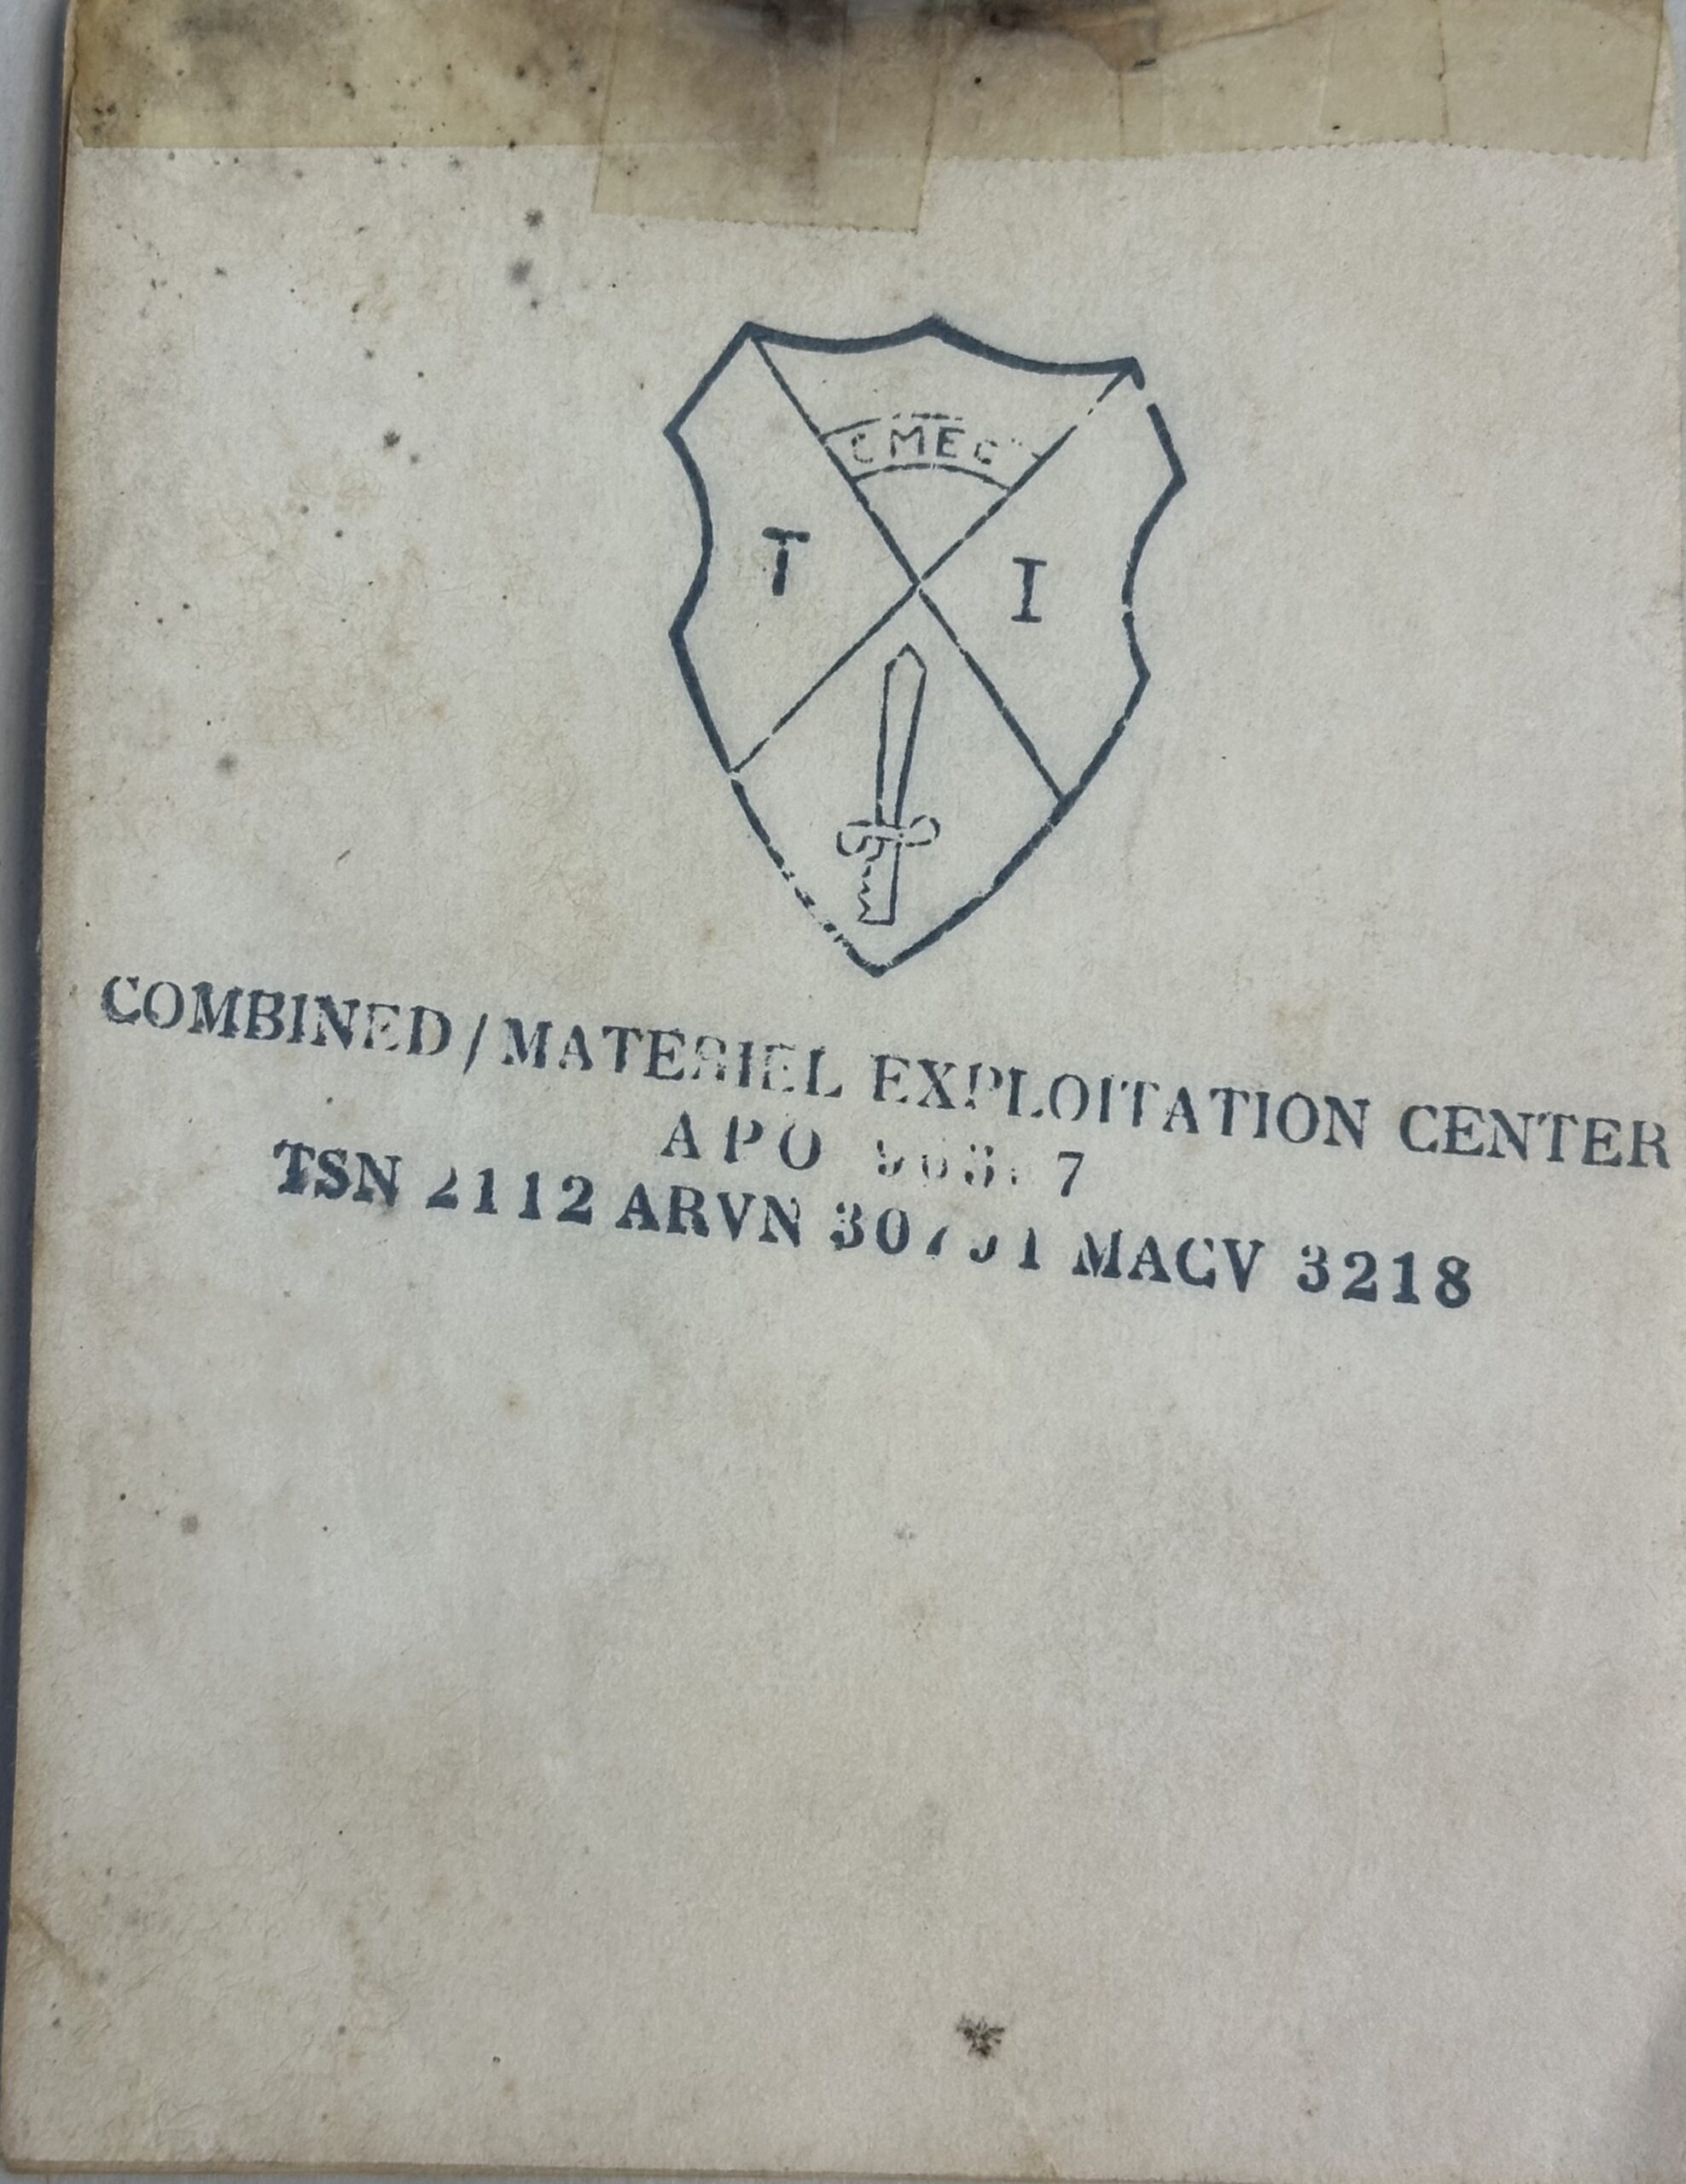 CMEC
T I
COMBINED/MATERIEL EXPLOITATION CENTER
APO
TSN 2112 ARVN MACV 3218